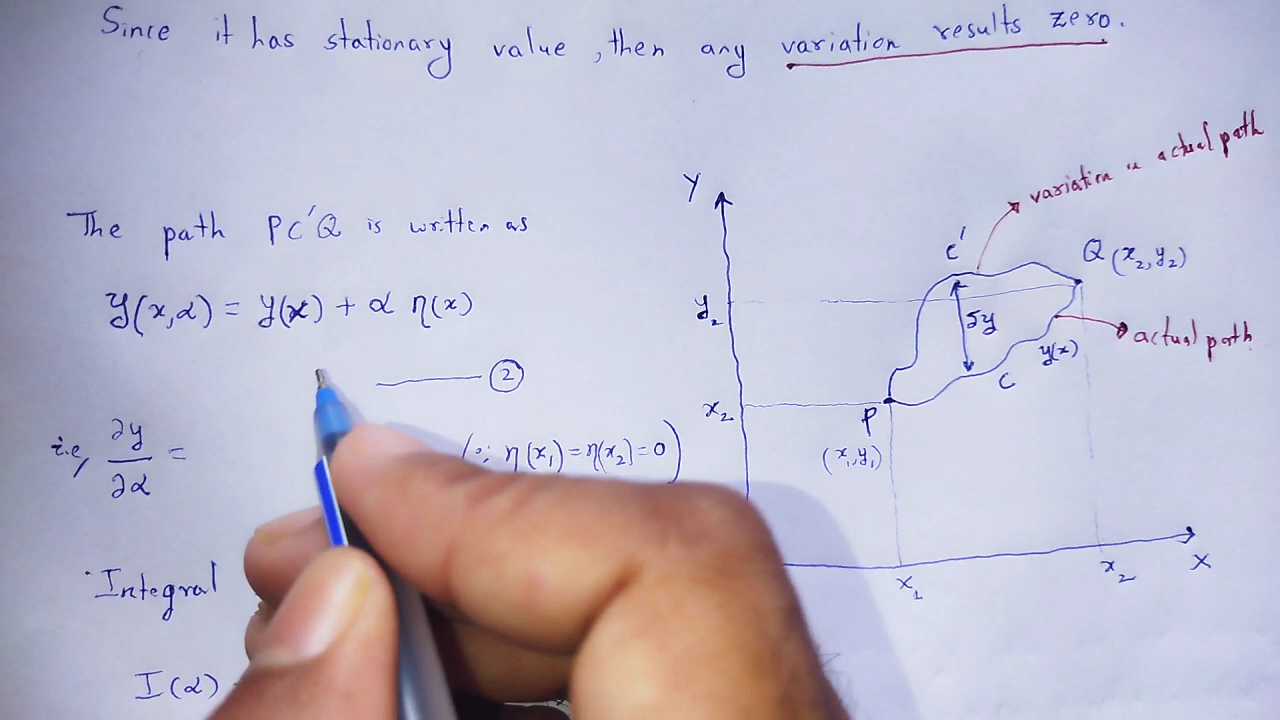 Since it has stationary value, then any variation results zero.
The path PC'Q is written as
y(x,α) = y(x) + α η(x)
②
i.e, ∂y/∂α =
(∵ η(x₁) = η(x₂) = 0)
Integral
I(α)
Y
variation in actual path
C'
Q (x₂, y₂)
y₂
δy
actual path
y(x)
C
x₂
P
(x₁, y₁)
x₁
x₂
X